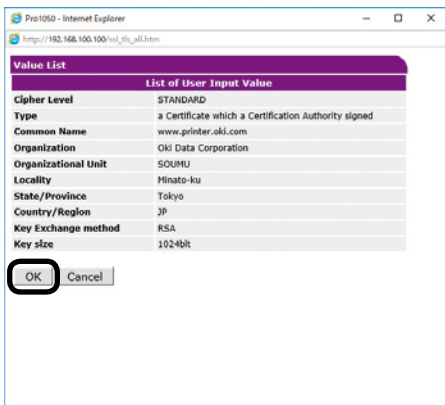 Pro1050 - Internet Explorer
http://192.168.100.100/ssl_tls_all.htm
Value List
List of User Input Value
Cipher Level STANDARD
Type a Certificate which a Certification Authority signed
Common Name www.printer.oki.com
Organization Oki Data Corporation
Organizational Unit SOUMU
Locality Minato-ku
State/Province Tokyo
Country/Region JP
Key Exchange method RSA
Key size 1024bit
OK Cancel